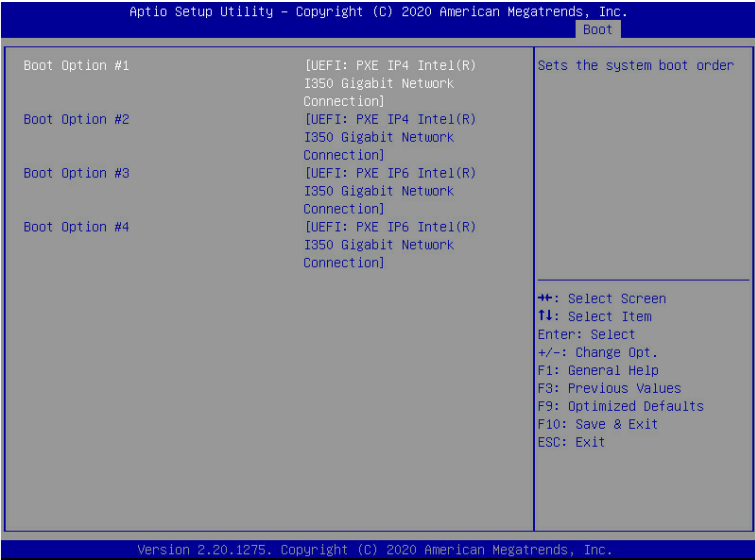 Aptio Setup Utility – Copyright (C) 2020 American Megatrends, Inc.
Boot
Boot Option #1 [UEFI: PXE IP4 Intel(R)
I350 Gigabit Network
Connection]
Boot Option #2 [UEFI: PXE IP4 Intel(R)
I350 Gigabit Network
Connection]
Boot Option #3 [UEFI: PXE IP6 Intel(R)
I350 Gigabit Network
Connection]
Boot Option #4 [UEFI: PXE IP6 Intel(R)
I350 Gigabit Network
Connection]
Sets the system boot order
→←: Select Screen
↑↓: Select Item
Enter: Select
+/-: Change Opt.
F1: General Help
F3: Previous Values
F9: Optimized Defaults
F10: Save & Exit
ESC: Exit
Version 2.20.1275. Copyright (C) 2020 American Megatrends, Inc.